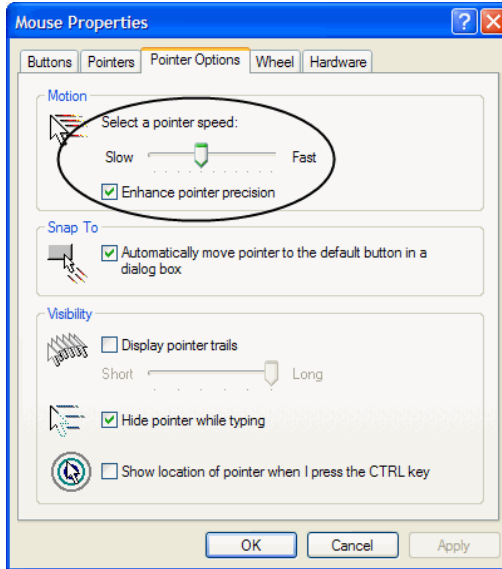 Mouse Properties
Buttons Pointers Pointer Options Wheel Hardware
Motion
Select a pointer speed:
Slow Fast
Enhance pointer precision
Snap To
Automatically move pointer to the default button in a
dialog box
Visibility
Display pointer trails
Short Long
Hide pointer while typing
Show location of pointer when I press the CTRL key
OK Cancel Apply